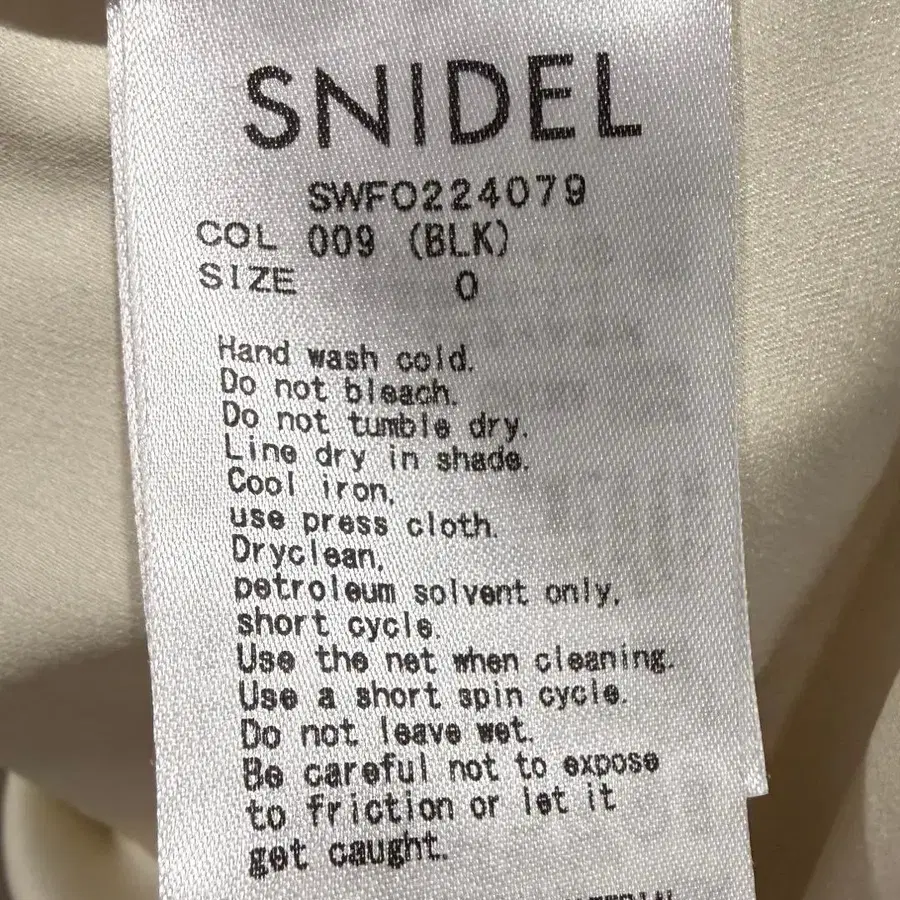 SNIDEL
SWFO224079
COL 009 (BLK)
SIZE 0
Hand wash cold.
Do not bleach.
Do not tumble dry.
Line dry in shade.
Cool iron,
use press cloth.
Dryclean,
petroleum solvent only,
short cycle.
Use the net when cleaning.
Use a short spin cycle.
Do not leave wet.
Be careful not to expose
to friction or let it
get caught.